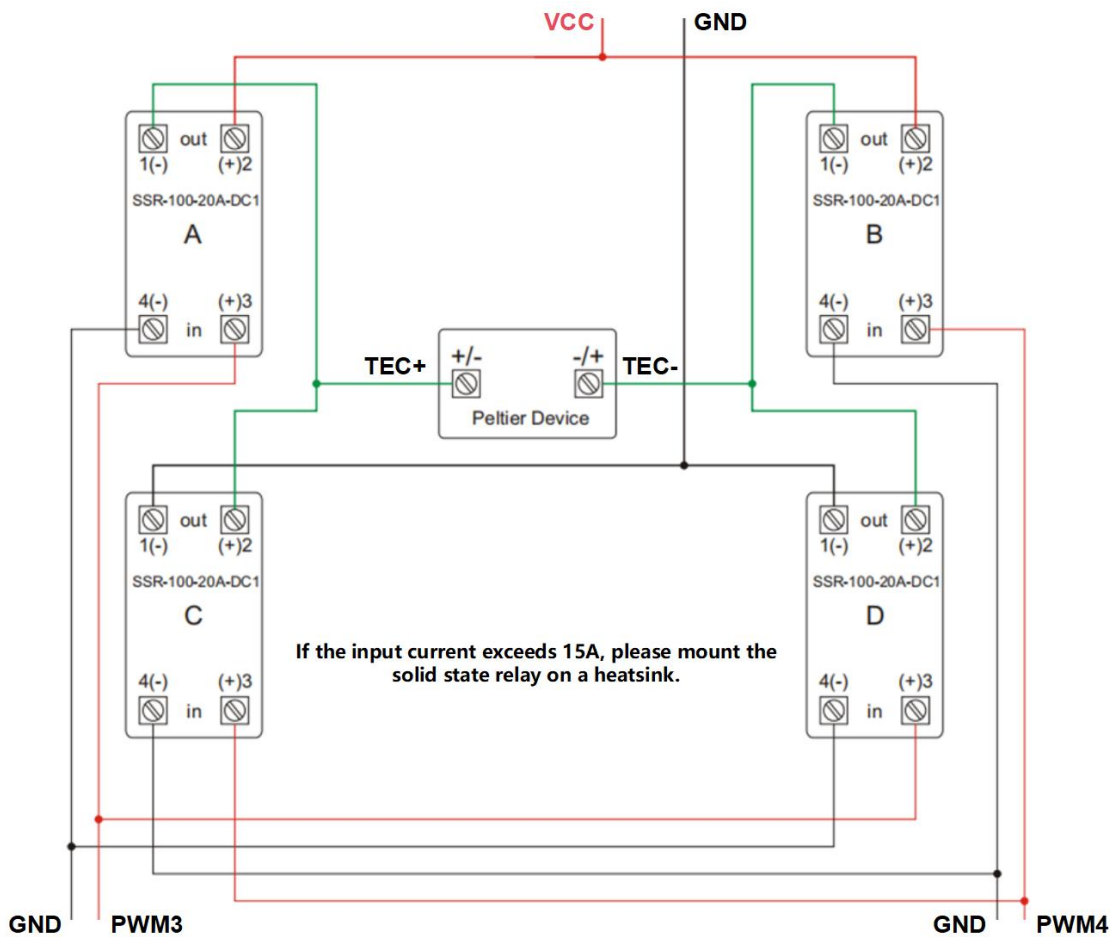 VCC GND
out
1(-) (+)2
SSR-100-20A-DC1
A
4(-) (+)3
in
out
1(-) (+)2
SSR-100-20A-DC1
B
4(-) (+)3
in
TEC+ +/- -/+ TEC-
Peltier Device
out
1(-) (+)2
SSR-100-20A-DC1
C
4(-) (+)3
in
If the input current exceeds 15A, please mount the
solid state relay on a heatsink.
out
1(-) (+)2
SSR-100-20A-DC1
D
4(-) (+)3
in
GND PWM3 GND PWM4